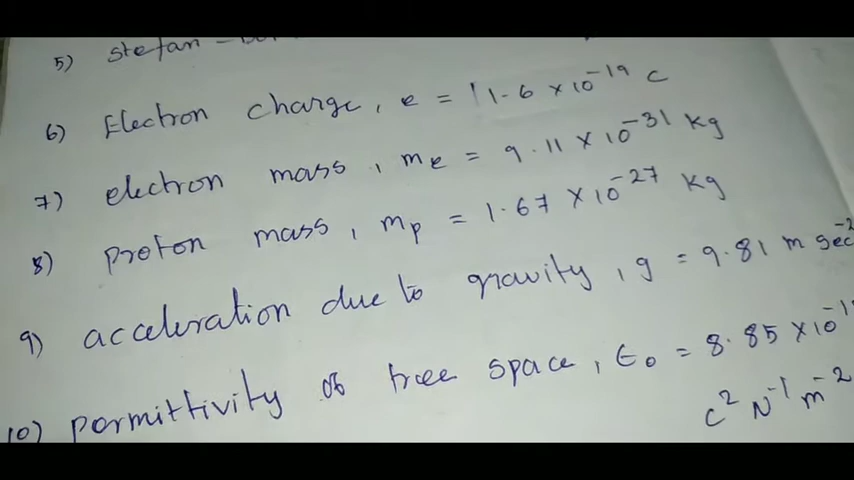 5) stefan -
6) Electron charge, e = 1.6 × 10⁻¹⁹ C
7) electron mass, mₑ = 9.11 × 10⁻³¹ kg
8) proton mass, mₚ = 1.67 × 10⁻²⁷ kg
9) acceleration due to gravity, g = 9.81 m sec⁻²
10) permittivity of free space, ε₀ = 8.85 × 10
C² N⁻¹ m⁻²